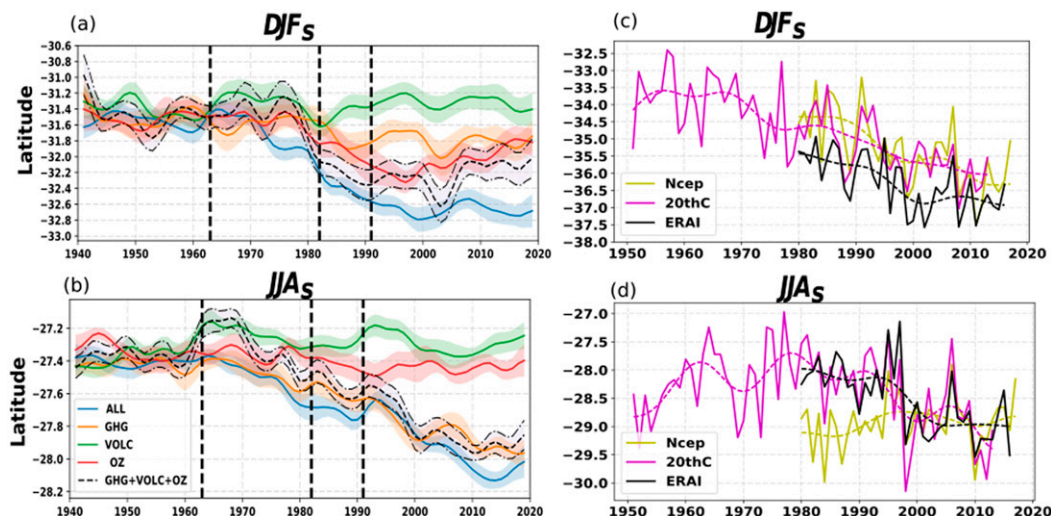 (a)
DJFS
−30.6
−30.8
−31.0
−31.2
−31.4
−31.6
−31.8
−32.0
−32.2
−32.4
−32.6
−32.8
−33.0
Latitude
1940 1950 1960 1970 1980 1990 2000 2010 2020
(b)
JJAS
−27.2
−27.4
−27.6
−27.8
−28.0
−28.2
Latitude
ALL
GHG
VOLC
OZ
GHG+VOLC+OZ
1940 1950 1960 1970 1980 1990 2000 2010 2020
(c)
DJFS
−32.5
−33.0
−33.5
−34.0
−34.5
−35.0
−35.5
−36.0
−36.5
−37.0
−37.5
−38.0
Ncep
20thC
ERAI
1950 1960 1970 1980 1990 2000 2010 2020
(d)
JJAS
−27.0
−27.5
−28.0
−28.5
−29.0
−29.5
−30.0
Ncep
20thC
ERAI
1950 1960 1970 1980 1990 2000 2010 2020